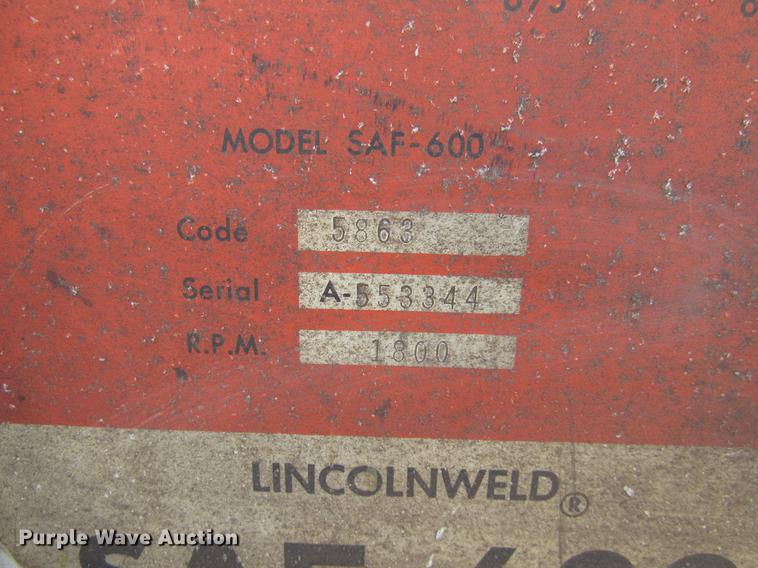 MODEL SAF-600
Code 5863
Serial A-553344
R.P.M. 1800
LINCOLNWELD®
Purple Wave Auction